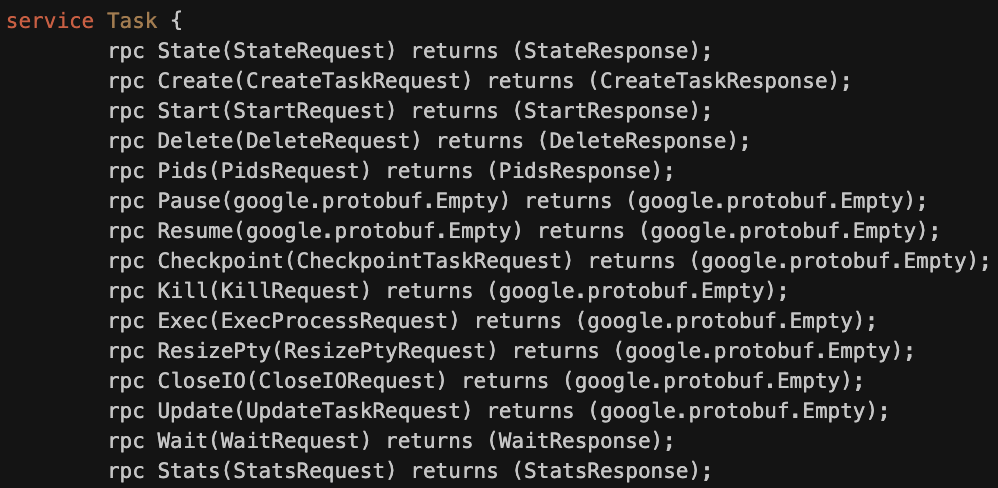 service Task {
rpc State(StateRequest) returns (StateResponse);
rpc Create(CreateTaskRequest) returns (CreateTaskResponse);
rpc Start(StartRequest) returns (StartResponse);
rpc Delete(DeleteRequest) returns (DeleteResponse);
rpc Pids(PidsRequest) returns (PidsResponse);
rpc Pause(google.protobuf.Empty) returns (google.protobuf.Empty);
rpc Resume(google.protobuf.Empty) returns (google.protobuf.Empty);
rpc Checkpoint(CheckpointTaskRequest) returns (google.protobuf.Empty);
rpc Kill(KillRequest) returns (google.protobuf.Empty);
rpc Exec(ExecProcessRequest) returns (google.protobuf.Empty);
rpc ResizePty(ResizePtyRequest) returns (google.protobuf.Empty);
rpc CloseIO(CloseIORequest) returns (google.protobuf.Empty);
rpc Update(UpdateTaskRequest) returns (google.protobuf.Empty);
rpc Wait(WaitRequest) returns (WaitResponse);
rpc Stats(StatsRequest) returns (StatsResponse);